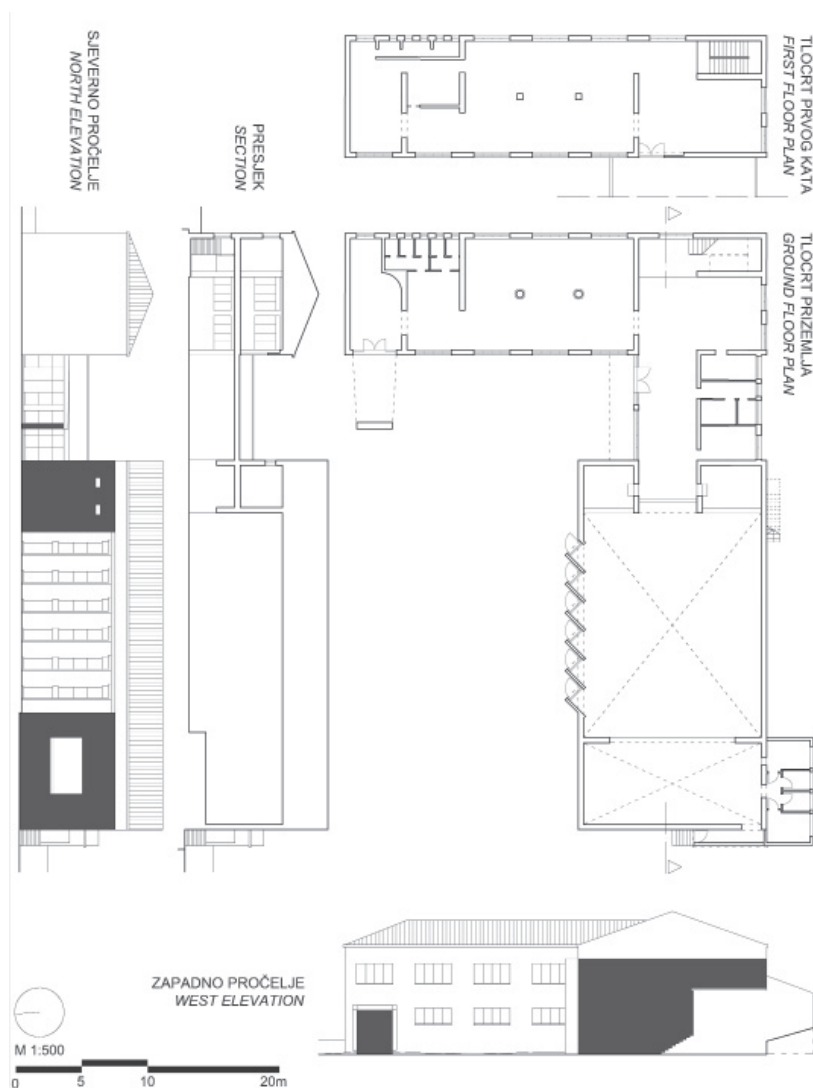 SJEVERNO PROČELJE
NORTH ELEVATION
PRESJEK
SECTION
TLOCRT PRVOG KATA
FIRST FLOOR PLAN
TLOCRT PRIZEMLJA
GROUND FLOOR PLAN
ZAPADNO PROČELJE
WEST ELEVATION
M 1:500
0 5 10 20m